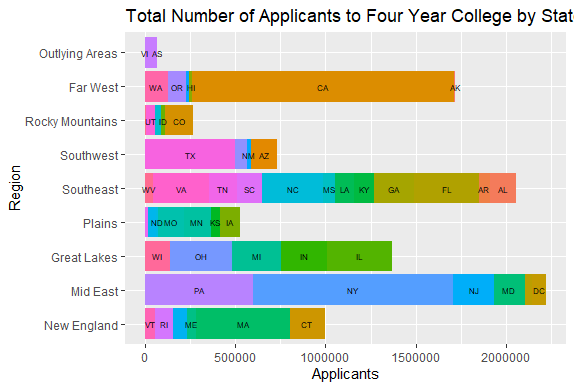 Total Number of Applicants to Four Year College by Stat
Region
Outlying Areas VI AS
Far West WA OR HI CA AK
Rocky Mountains UT ID CO
Southwest TX NM AZ
Southeast WV VA TN SC NC MS LA KY GA FL AR AL
Plains ND MO MN KS IA
Great Lakes WI OH MI IN IL
Mid East PA NY NJ MD DC
New England VT RI ME MA CT
0 500000 1000000 1500000 2000000
Applicants